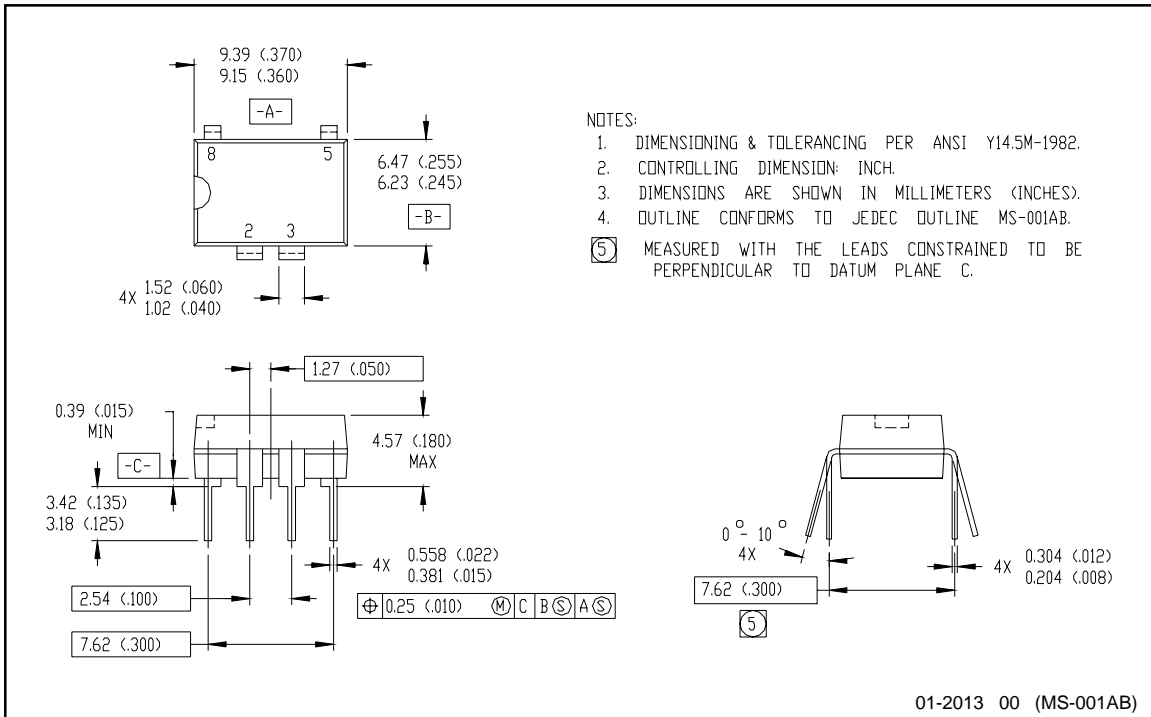 9.39 (.370)
9.15 (.360)
-A-
8
5
6.47 (.255)
6.23 (.245)
-B-
2
3
4X
1.52 (.060)
1.02 (.040)
NOTES:
1. DIMENSIONING & TOLERANCING PER ANSI Y14.5M-1982.
2. CONTROLLING DIMENSION: INCH.
3. DIMENSIONS ARE SHOWN IN MILLIMETERS (INCHES).
4. OUTLINE CONFORMS TO JEDEC OUTLINE MS-001AB.
5 MEASURED WITH THE LEADS CONSTRAINED TO BE
PERPENDICULAR TO DATUM PLANE C.
1.27 (.050)
0.39 (.015)
MIN
4.57 (.180)
MAX
-C-
3.42 (.135)
3.18 (.125)
4X
0.558 (.022)
0.381 (.015)
2.54 (.100)
⌖ 0.25 (.010) Ⓜ C B Ⓢ A Ⓢ
7.62 (.300)
0° - 10°
4X
4X
0.304 (.012)
0.204 (.008)
7.62 (.300)
5
01-2013 00 (MS-001AB)